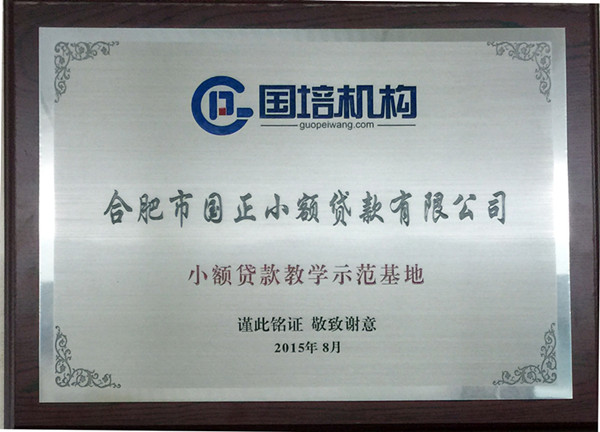 国培机构
guopeiwang.com
合肥市国正小额贷款有限公司
小额贷款教学示范基地
谨此铭证 敬致谢意
2015年8月